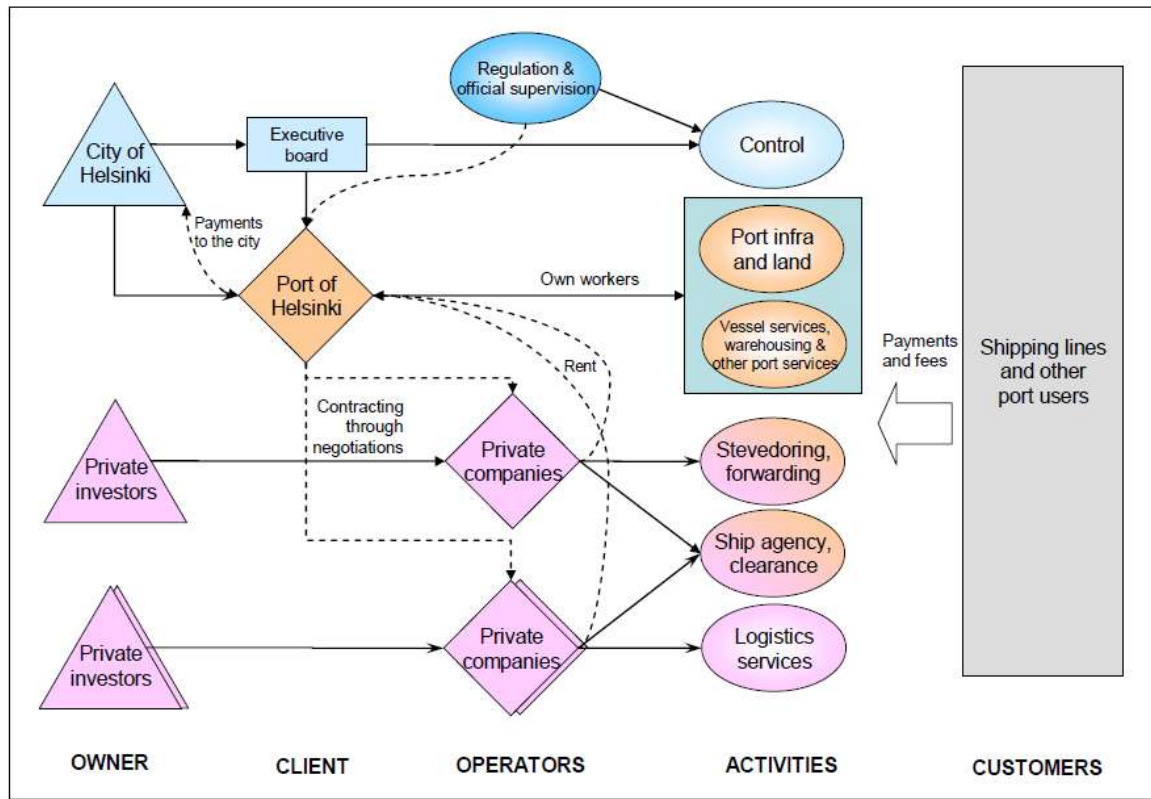 Regulation &
official supervision
City of
Helsinki
Executive
board
Control
Payments
to the city
Port of
Helsinki
Own workers
Port infra
and land
Vessel services,
warehousing &
other port services
Payments
and fees
Shipping lines
and other
port users
Rent
Contracting
through
negotiations
Private
investors
Private
companies
Stevedoring,
forwarding
Ship agency,
clearance
Private
investors
Private
companies
Logistics
services
OWNER
CLIENT
OPERATORS
ACTIVITIES
CUSTOMERS